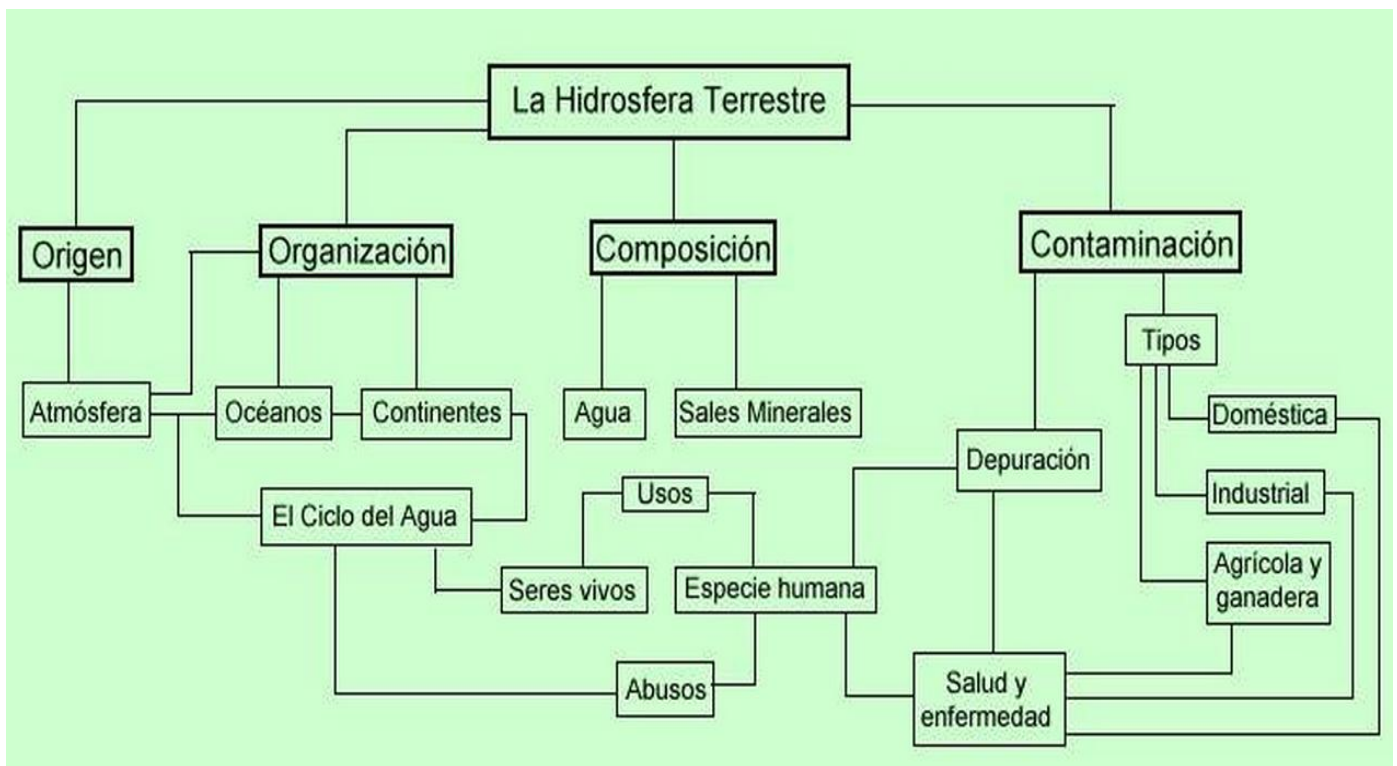 La Hidrosfera Terrestre
Origen
Organización
Composición
Contaminación
Tipos
Atmósfera
Océanos
Continentes
Agua
Sales Minerales
Doméstica
Depuración
Usos
Industrial
El Ciclo del Agua
Seres vivos
Especie humana
Agrícola y
ganadera
Abusos
Salud y
enfermedad